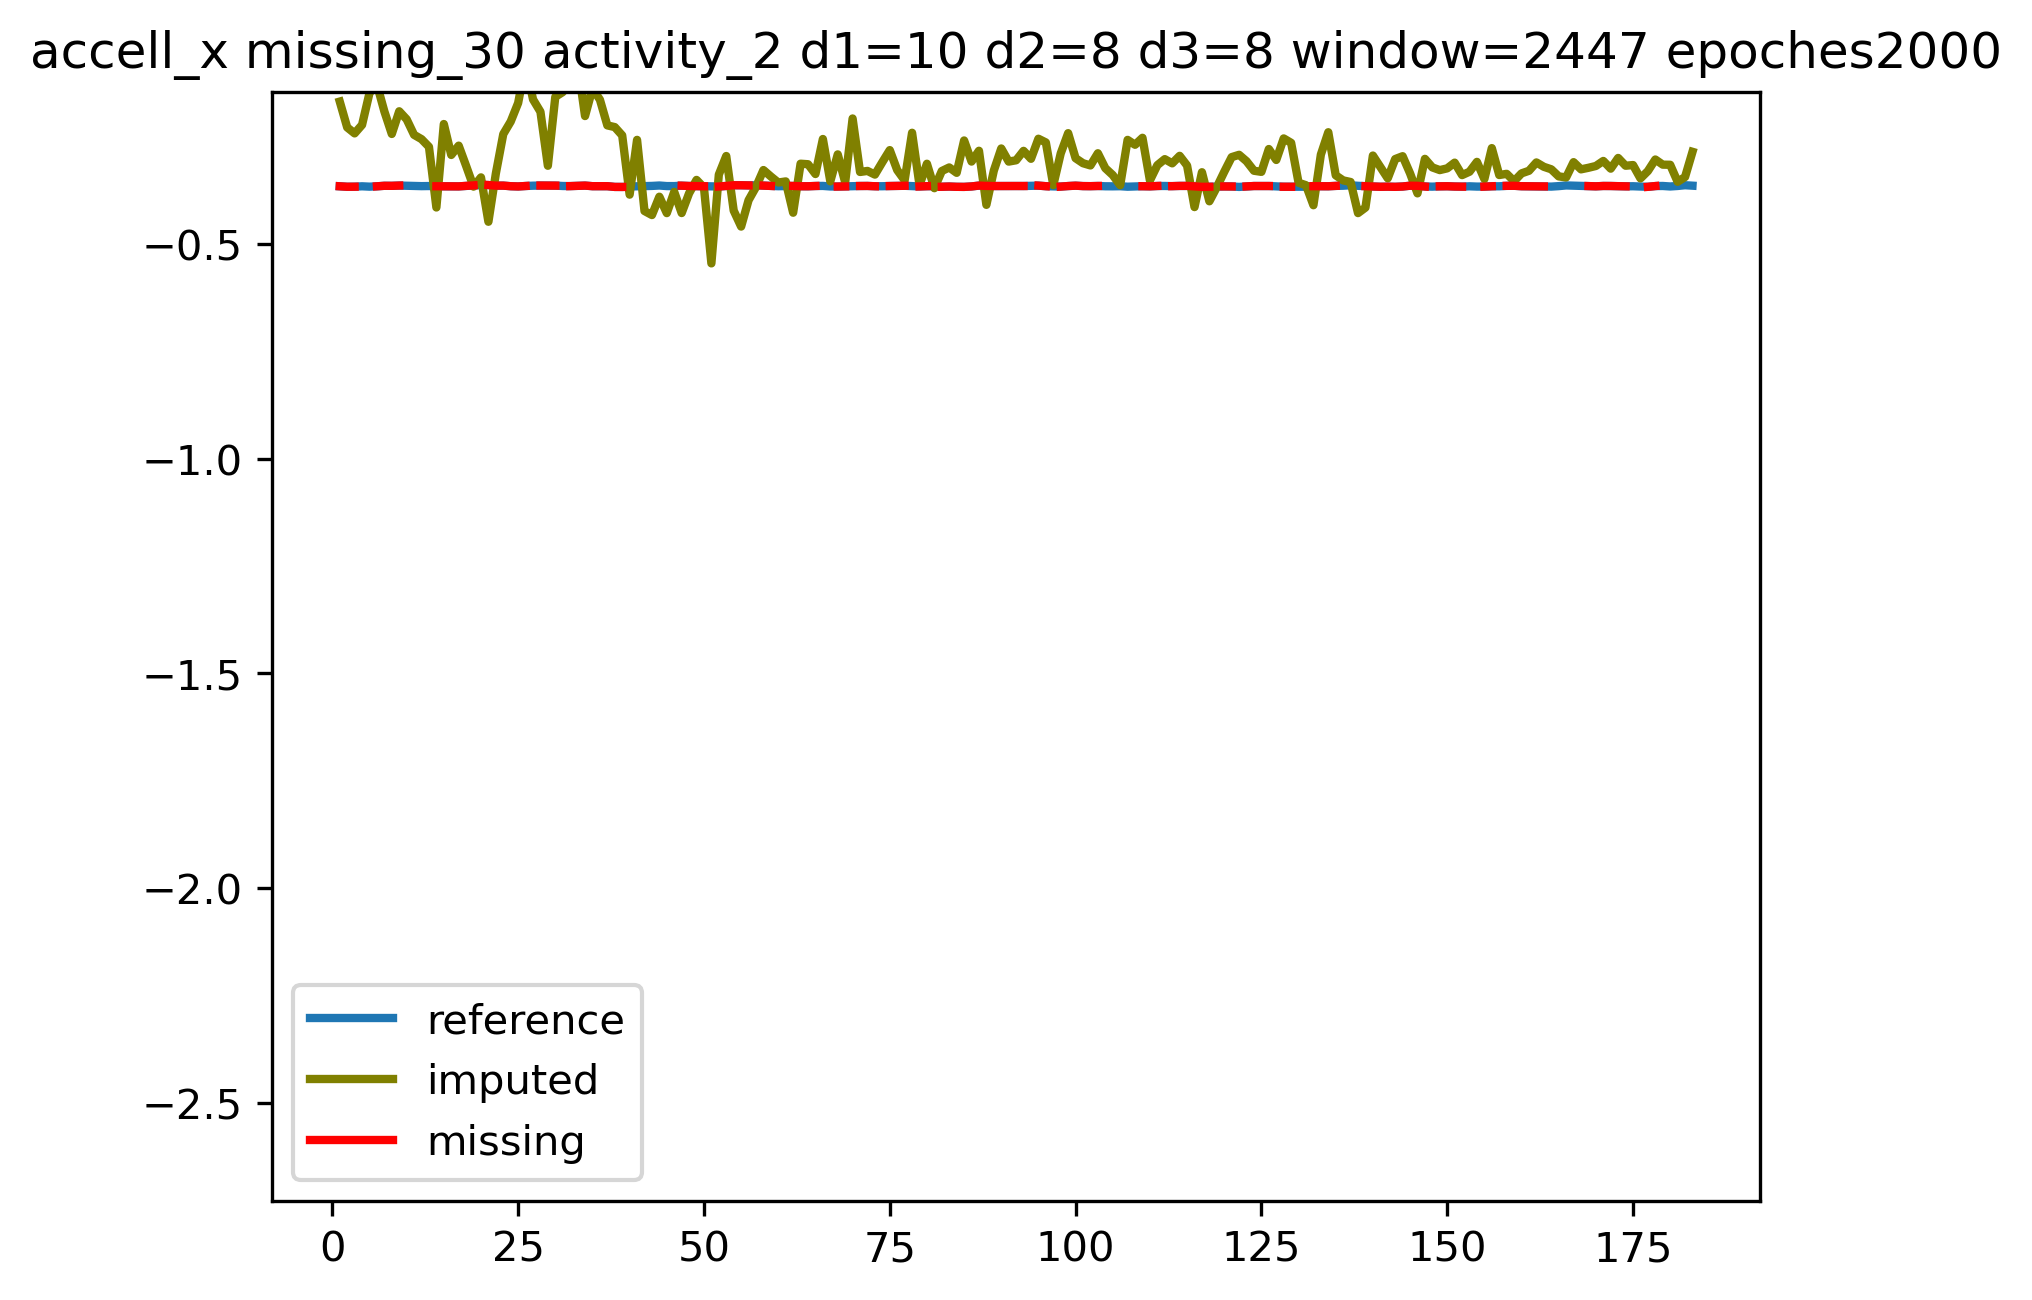 accell_x missing_30 activity_2 d1=10 d2=8 d3=8 window=2447 epoches2000
−0.5
−1.0
−1.5
−2.0
−2.5
reference
imputed
missing
0 25 50 75 100 125 150 175